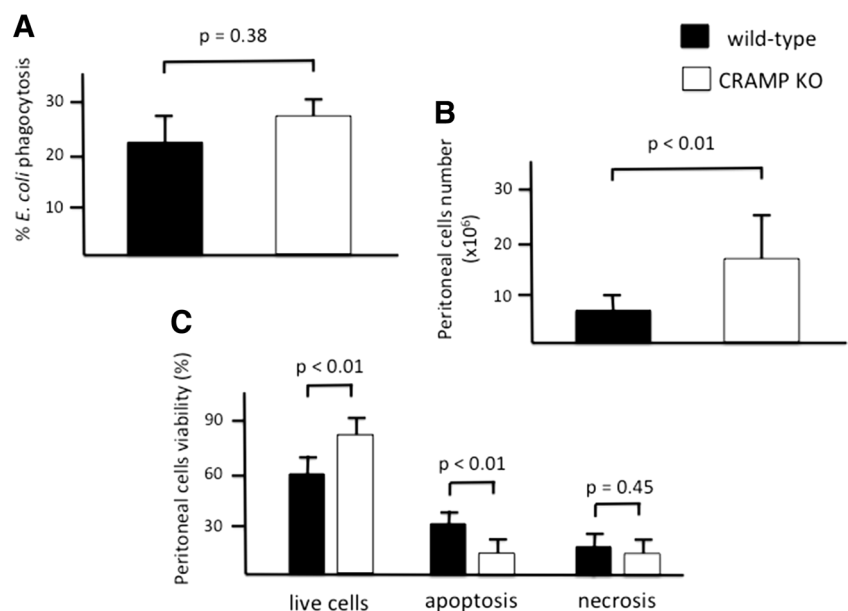 A
p = 0.38
% E. coli phagocytosis
30
20
10
wild-type
CRAMP KO
B
p < 0.01
Peritoneal cells number
(x10⁶)
30
20
10
C
Peritoneal cells viability (%)
p < 0.01
90
60
30
p < 0.01
p = 0.45
live cells
apoptosis
necrosis